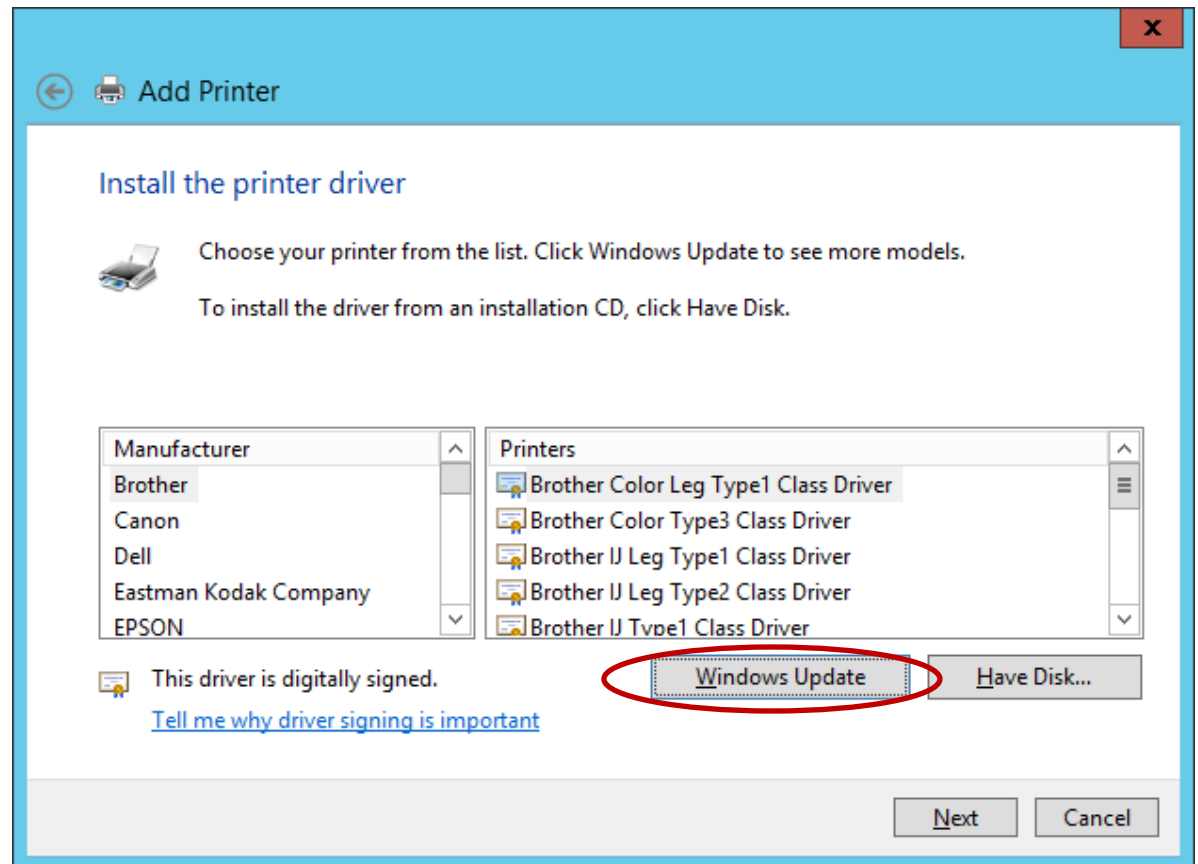 x
Add Printer
Install the printer driver
Choose your printer from the list. Click Windows Update to see more models.
To install the driver from an installation CD, click Have Disk.
Manufacturer
Brother
Canon
Dell
Eastman Kodak Company
EPSON
Printers
Brother Color Leg Type1 Class Driver
Brother Color Type3 Class Driver
Brother IJ Leg Type1 Class Driver
Brother IJ Leg Type2 Class Driver
Brother IJ Type1 Class Driver
This driver is digitally signed.
Tell me why driver signing is important
Windows Update
Have Disk...
Next
Cancel